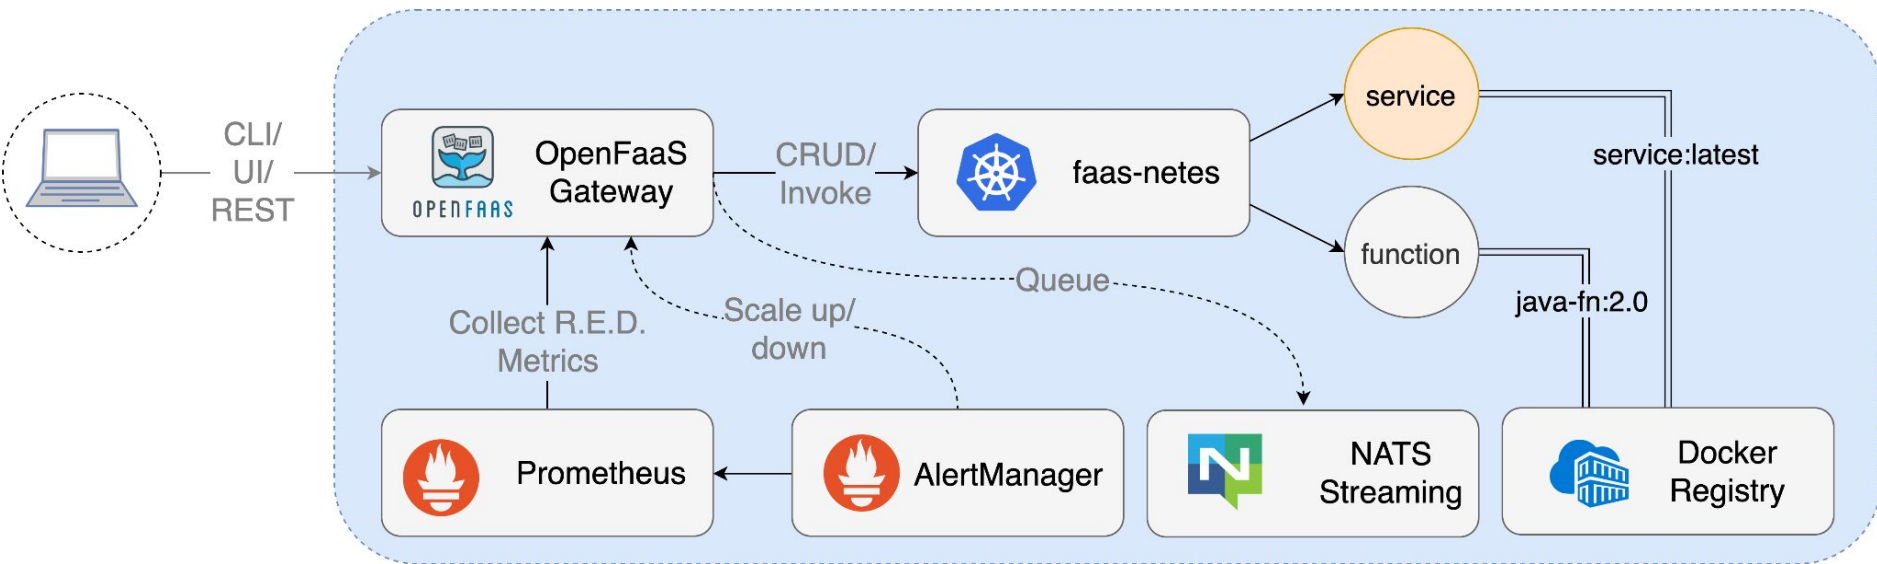 CLI/
UI/
REST
OPENFAAS
OpenFaaS
Gateway
CRUD/
Invoke
faas-netes
service
service:latest
function
java-fn:2.0
Queue
Scale up/
down
Collect R.E.D.
Metrics
Prometheus
AlertManager
N
NATS
Streaming
Docker
Registry